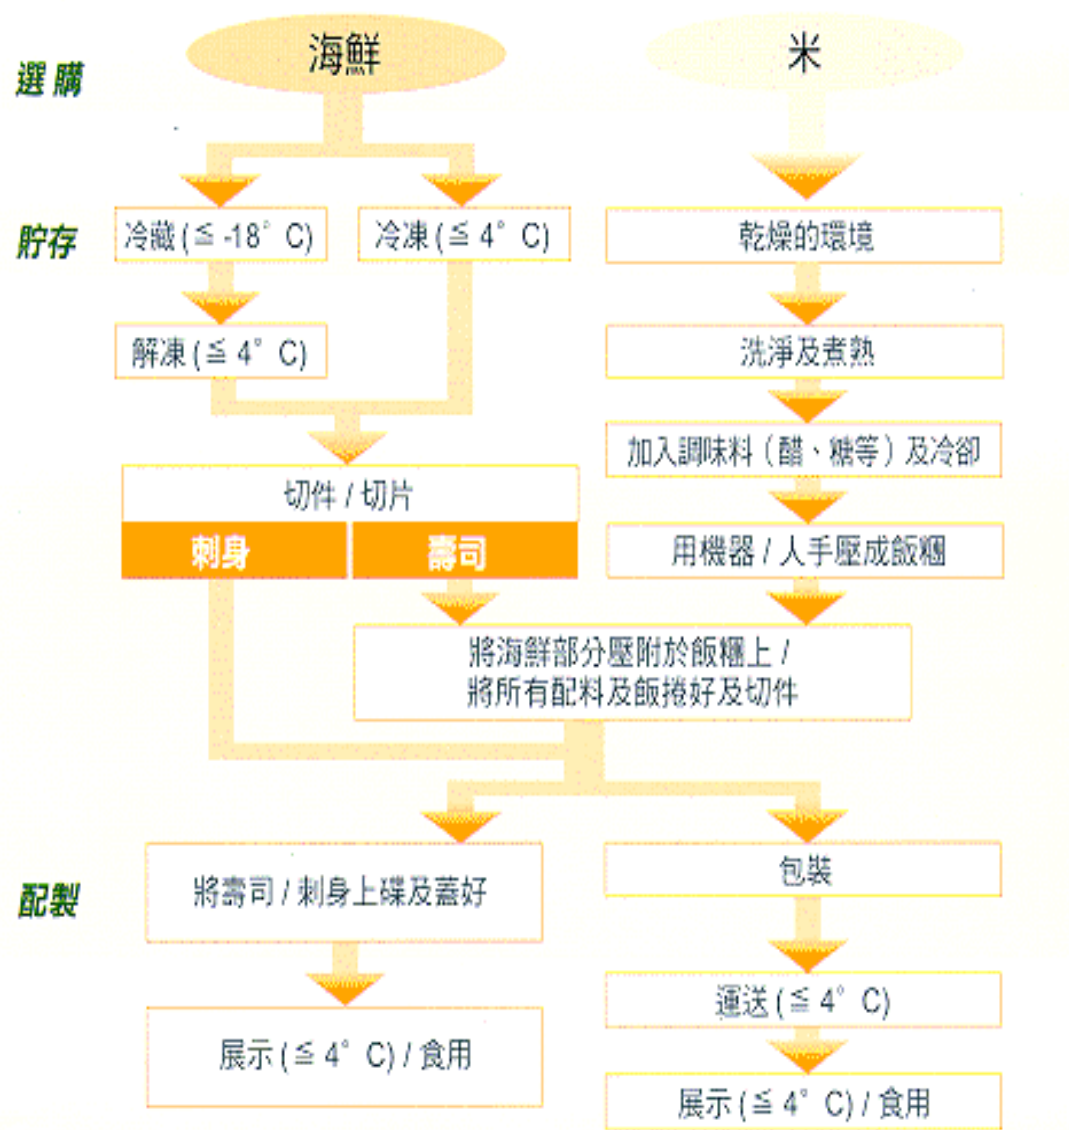 海鮮
米
選購
貯存
冷藏 (≦ -18° C)
冷凍 (≦ 4° C)
乾燥的環境
解凍 (≦ 4° C)
洗淨及煮熟
加入調味料（醋、糖等）及冷卻
切件 / 切片
刺身
壽司
用機器 / 人手壓成飯糰
將海鮮部分壓附於飯糰上 /
將所有配料及飯捲好及切件
配製
將壽司 / 刺身上碟及蓋好
包裝
運送 (≦ 4° C)
展示 (≦ 4° C) / 食用
展示 (≦ 4° C) / 食用